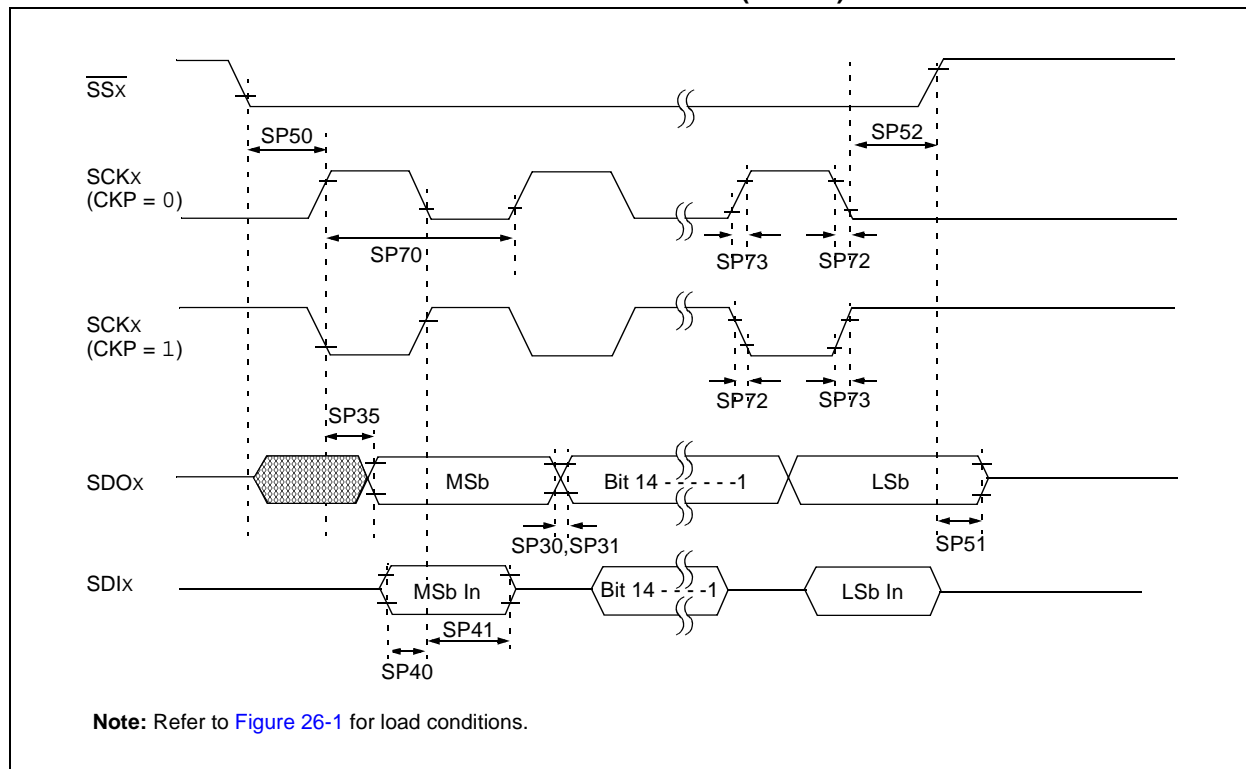 SSx
SP50
SP52
SCKx
(CKP = 0)
SP70
SP73
SP72
SCKx
(CKP = 1)
SP72
SP73
SP35
SDOx
MSb
Bit 14 - - - - - -1
LSb
SP30,SP31
SP51
SDIx
MSb In
Bit 14 - - - -1
LSb In
SP41
SP40
Note: Refer to Figure 26-1 for load conditions.